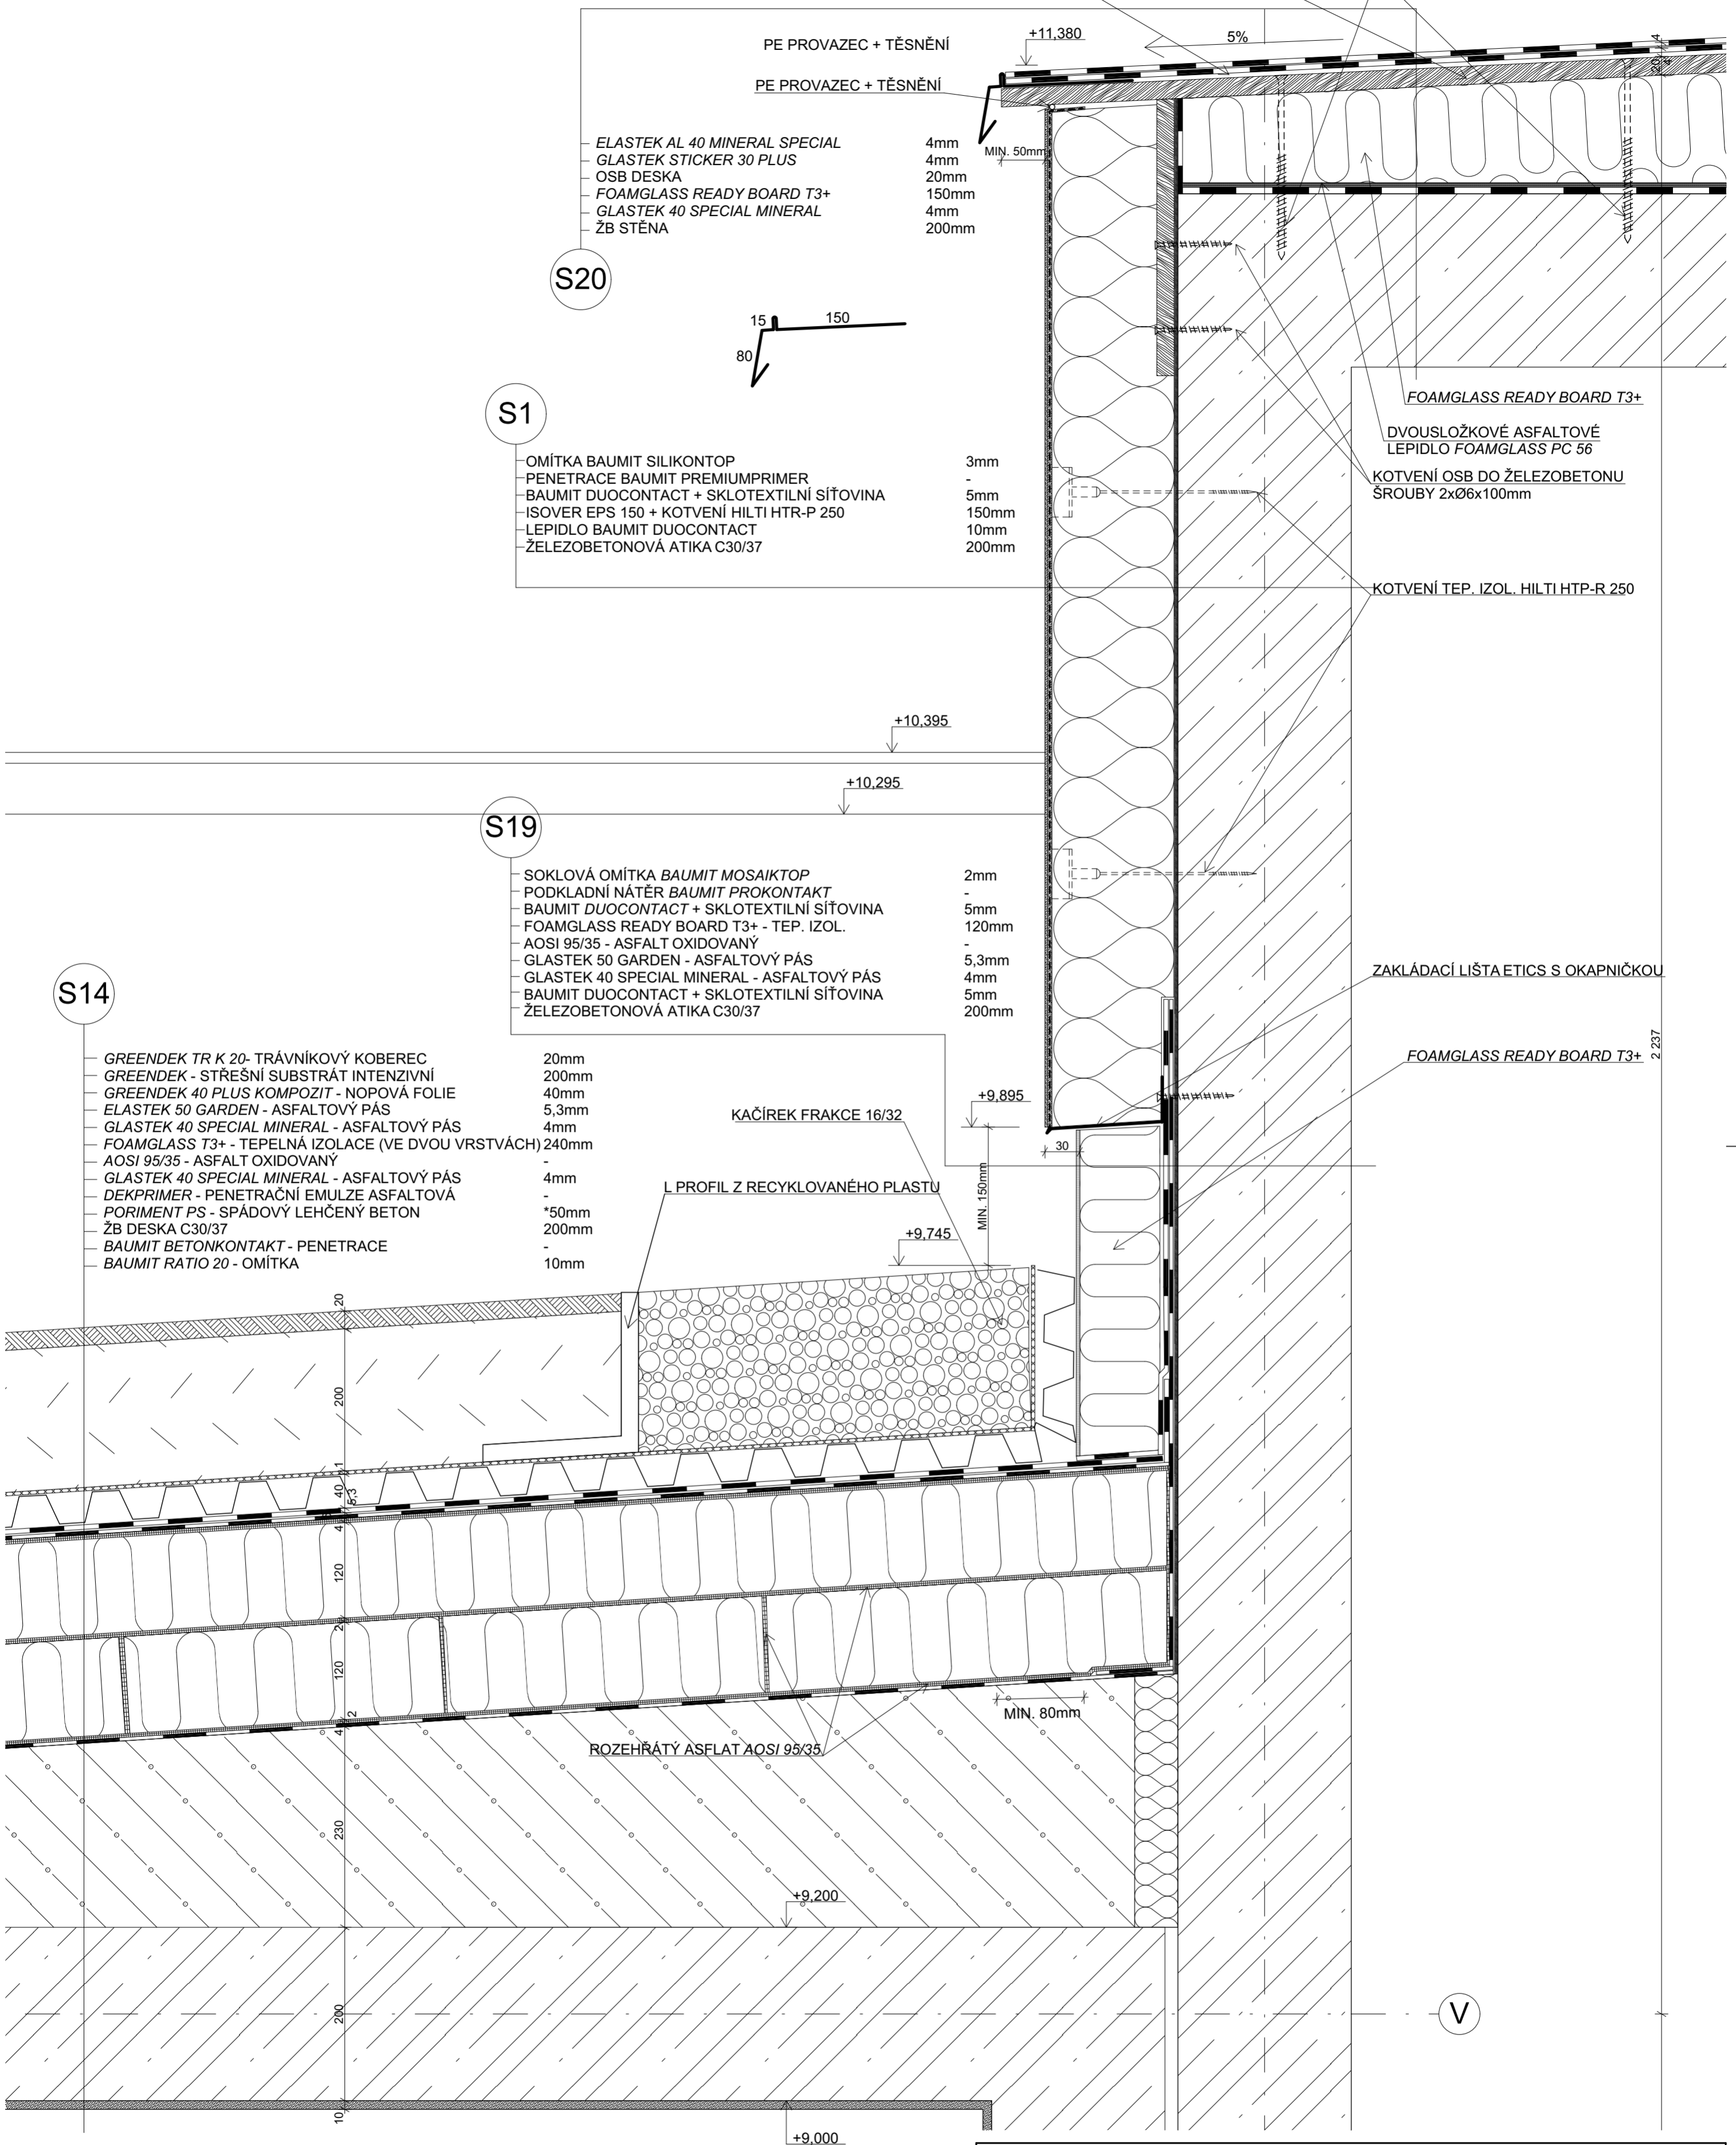 +11,380
5%
PE PROVAZEC + TĚSNĚNÍ
PE PROVAZEC + TĚSNĚNÍ
4
4
20
MIN. 50mm
ELASTEK AL 40 MINERAL SPECIAL 4mm
GLASTEK STICKER 30 PLUS 4mm
OSB DESKA 20mm
FOAMGLASS READY BOARD T3+ 150mm
GLASTEK 40 SPECIAL MINERAL 4mm
ŽB STĚNA 200mm
S20
15 150
80
S1
OMÍTKA BAUMIT SILIKONTOP 3mm
PENETRACE BAUMIT PREMIUMPRIMER -
BAUMIT DUOCONTACT + SKLOTEXTILNÍ SÍŤOVINA 5mm
ISOVER EPS 150 + KOTVENÍ HILTI HTR-P 250 150mm
LEPIDLO BAUMIT DUOCONTACT 10mm
ŽELEZOBETONOVÁ ATIKA C30/37 200mm
FOAMGLASS READY BOARD T3+
DVOUSLOŽKOVÉ ASFALTOVÉ
LEPIDLO FOAMGLASS PC 56
KOTVENÍ OSB DO ŽELEZOBETONU
ŠROUBY 2xØ6x100mm
KOTVENÍ TEP. IZOL. HILTI HTP-R 250
+10,395
+10,295
S19
SOKLOVÁ OMÍTKA BAUMIT MOSAIKTOP 2mm
PODKLADNÍ NÁTĚR BAUMIT PROKONTAKT -
BAUMIT DUOCONTACT + SKLOTEXTILNÍ SÍŤOVINA 5mm
FOAMGLASS READY BOARD T3+ - TEP. IZOL. 120mm
AOSI 95/35 - ASFALT OXIDOVANÝ -
GLASTEK 50 GARDEN - ASFALTOVÝ PÁS 5,3mm
GLASTEK 40 SPECIAL MINERAL - ASFALTOVÝ PÁS 4mm
BAUMIT DUOCONTACT + SKLOTEXTILNÍ SÍŤOVINA 5mm
ŽELEZOBETONOVÁ ATIKA C30/37 200mm
ZAKLÁDACÍ LIŠTA ETICS S OKAPNIČKOU
FOAMGLASS READY BOARD T3+
2 237
S14
GREENDEK TR K 20- TRÁVNÍKOVÝ KOBEREC 20mm
GREENDEK - STŘEŠNÍ SUBSTRÁT INTENZIVNÍ 200mm
GREENDEK 40 PLUS KOMPOZIT - NOPOVÁ FOLIE 40mm
ELASTEK 50 GARDEN - ASFALTOVÝ PÁS 5,3mm
GLASTEK 40 SPECIAL MINERAL - ASFALTOVÝ PÁS 4mm
FOAMGLASS T3+ - TEPELNÁ IZOLACE (VE DVOU VRSTVÁCH) 240mm
AOSI 95/35 - ASFALT OXIDOVANÝ -
GLASTEK 40 SPECIAL MINERAL - ASFALTOVÝ PÁS 4mm
DEKPRIMER - PENETRAČNÍ EMULZE ASFALTOVÁ -
PORIMENT PS - SPÁDOVÝ LEHČENÝ BETON *50mm
ŽB DESKA C30/37 200mm
BAUMIT BETONKONTAKT - PENETRACE -
BAUMIT RATIO 20 - OMÍTKA 10mm
+9,895
KAČÍREK FRAKCE 16/32
30
MIN. 150mm
L PROFIL Z RECYKLOVANÉHO PLASTU
+9,745
20
200
1
40
5,3
4
120
2
120
2
4
MIN. 80mm
ROZEHŘÁTÝ ASFLAT AOSI 95/35
230
+9,200
200
V
10
+9,000